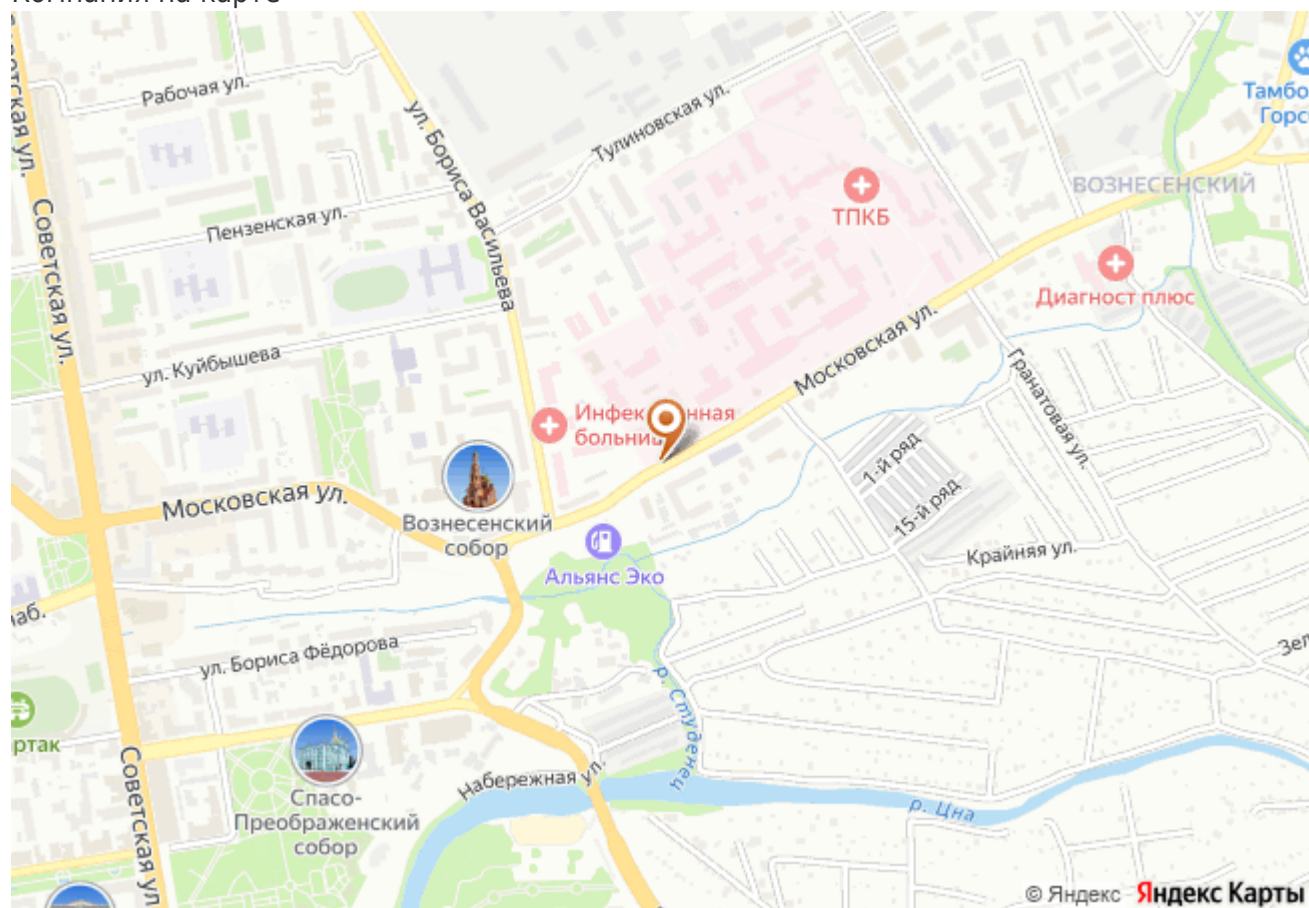 Рабочая ул.
Тулиновская ул.
ул. Бориса Васильева
Советская ул.
ТПКБ
ВОЗНЕСЕНСКИЙ
Пензенская ул.
Диагност плюс
Московская ул.
ул. Куйбышева
Гранатовая ул.
1-й ряд
15-й ряд
Московская ул.
Вознесенский
собор
Альянс Эко
Крайняя ул.
ул. Бориса Фёдорова
р. Студенец
Набережная ул.
р. Цна
Спасо-
Преображенский
собор
Советская ул
© Яндекс Яндекс Карты